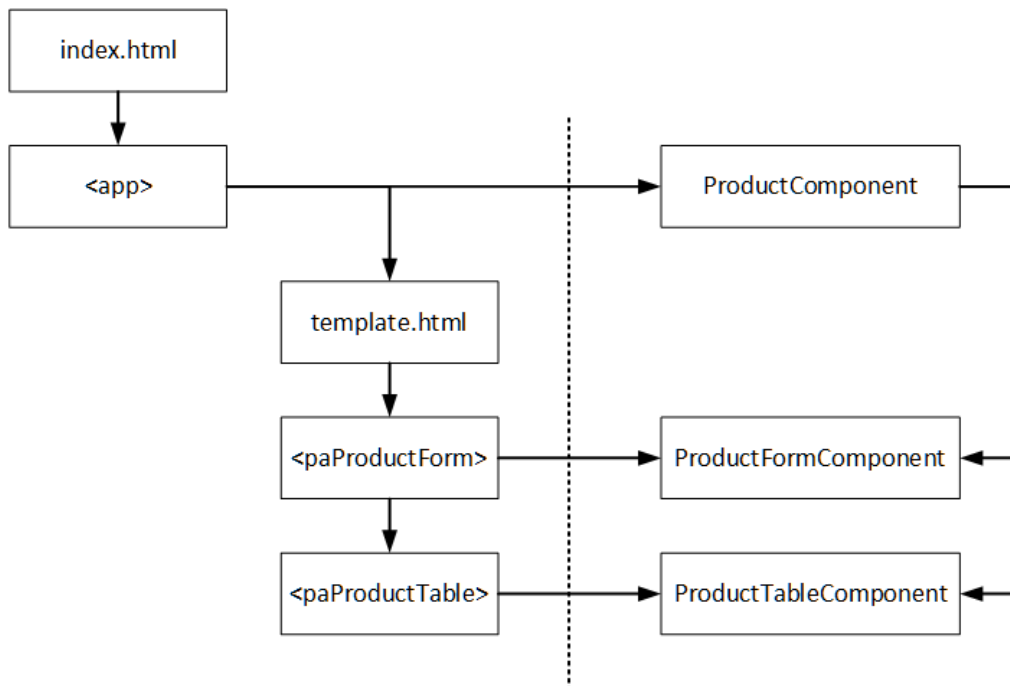 index.html
<app>
ProductComponent
template.html
<paProductForm>
ProductFormComponent
<paProductTable>
ProductTableComponent